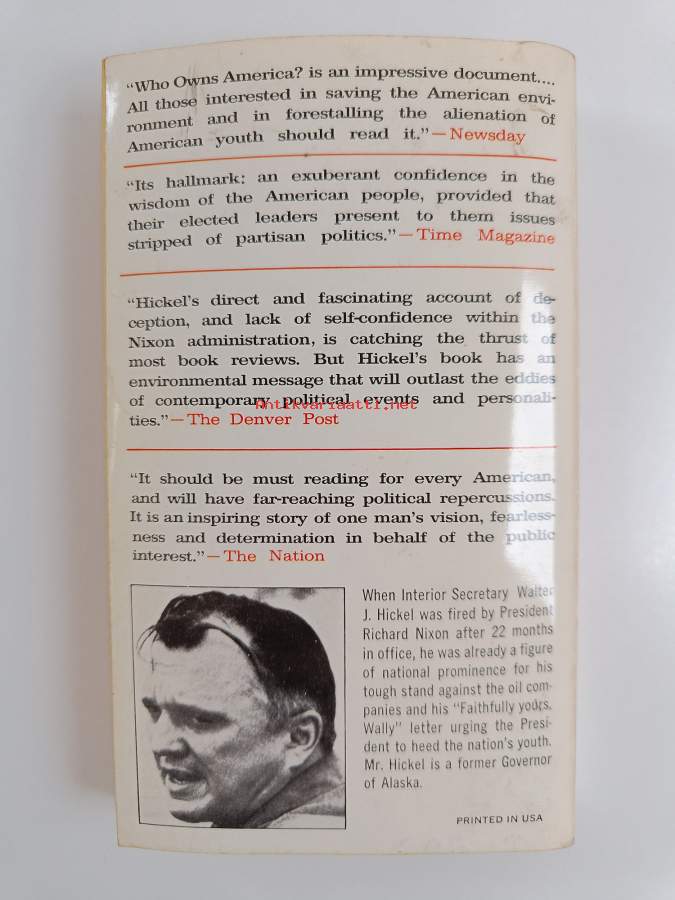 "Who Owns America? is an impressive document....
All those interested in saving the American envi-
ronment and in forestalling the alienation of
American youth should read it."—Newsday
"Its hallmark: an exuberant confidence in the
wisdom of the American people, provided that
their elected leaders present to them issues
stripped of partisan politics."—Time Magazine
"Hickel's direct and fascinating account of de-
ception, and lack of self-confidence within the
Nixon administration, is catching the thrust of
most book reviews. But Hickel's book has an
environmental message that will outlast the eddies
of contemporary political events and personali-
Antikvariaatti.net
ties."—The Denver Post
"It should be must reading for every American,
and will have far-reaching political repercussions.
It is an inspiring story of one man's vision, fearless-
ness and determination in behalf of the public
interest."—The Nation
When Interior Secretary Walter
J. Hickel was fired by President
Richard Nixon after 22 months
in office, he was already a figure
of national prominence for his
tough stand against the oil com-
panies and his "Faithfully yours,
Wally" letter urging the Presi-
dent to heed the nation's youth.
Mr. Hickel is a former Governor
of Alaska.
PRINTED IN USA